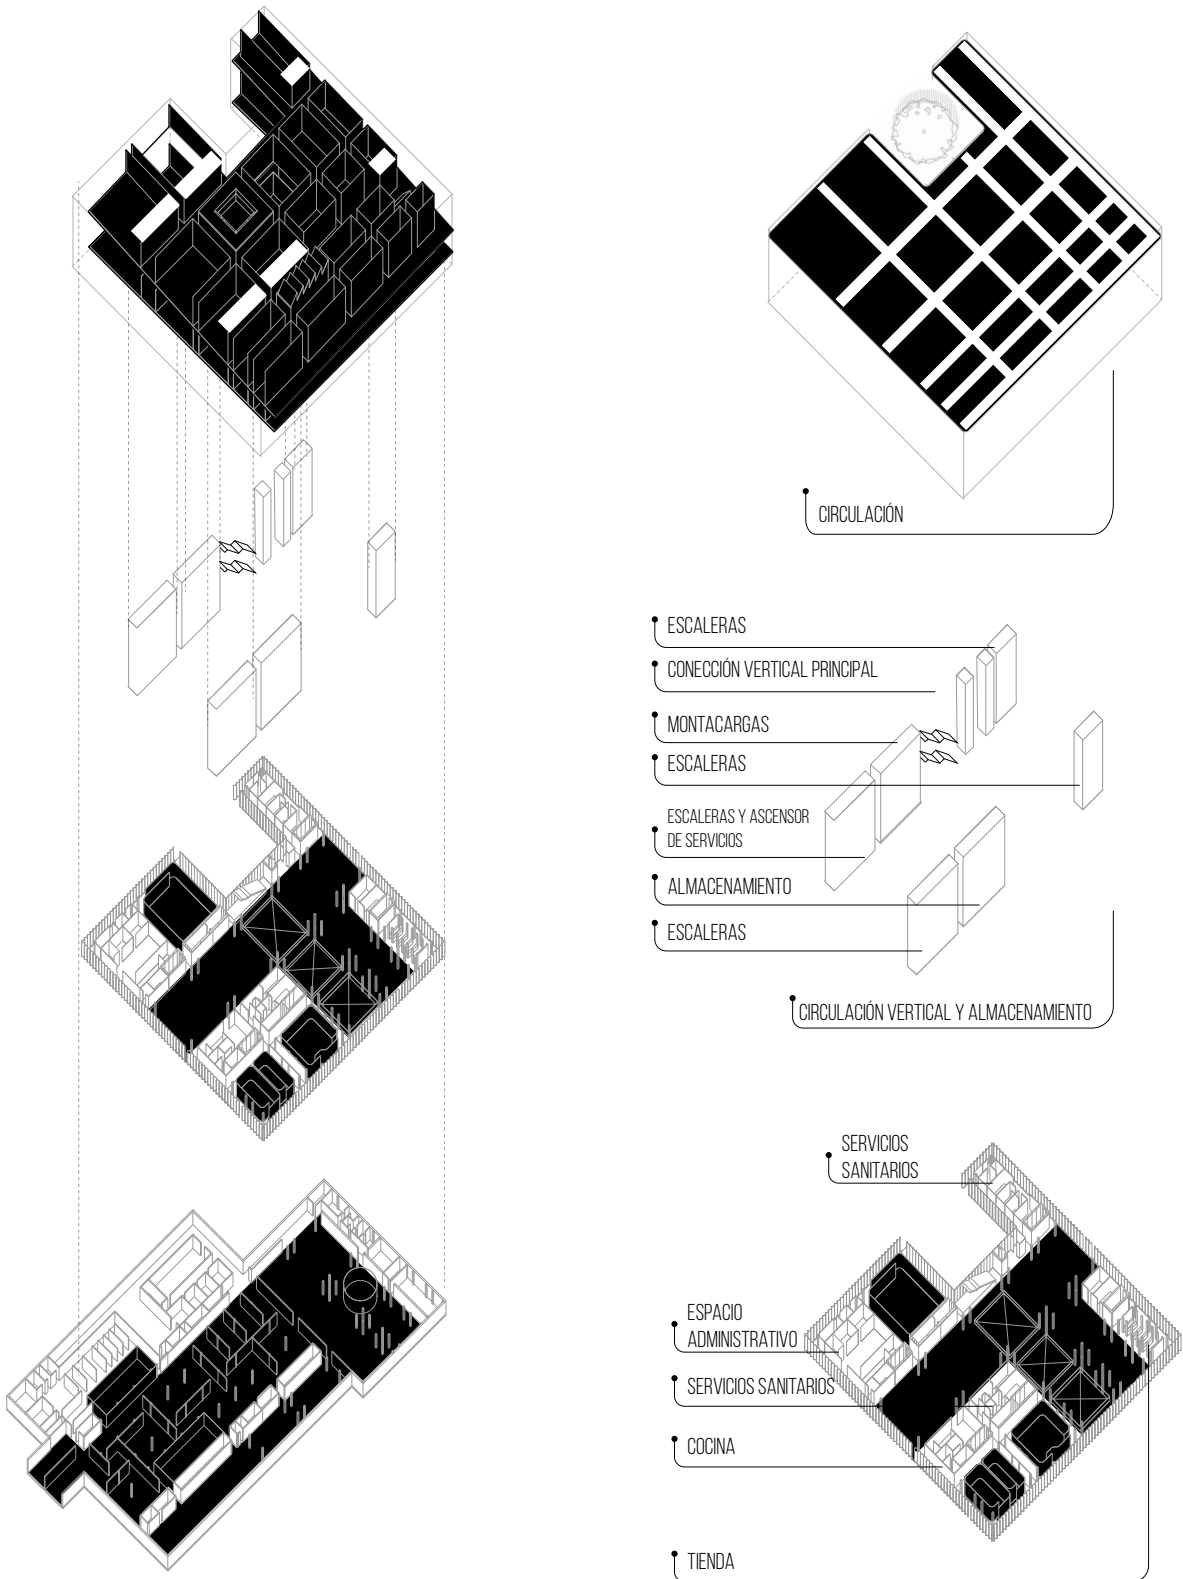 CIRCULACIÓN
ESCALERAS
CONECCIÓN VERTICAL PRINCIPAL
MONTACARGAS
ESCALERAS
ESCALERAS Y ASCENSOR
DE SERVICIOS
ALMACENAMIENTO
ESCALERAS
CIRCULACIÓN VERTICAL Y ALMACENAMIENTO
SERVICIOS
SANITARIOS
ESPACIO
ADMINISTRATIVO
SERVICIOS SANITARIOS
COCINA
TIENDA